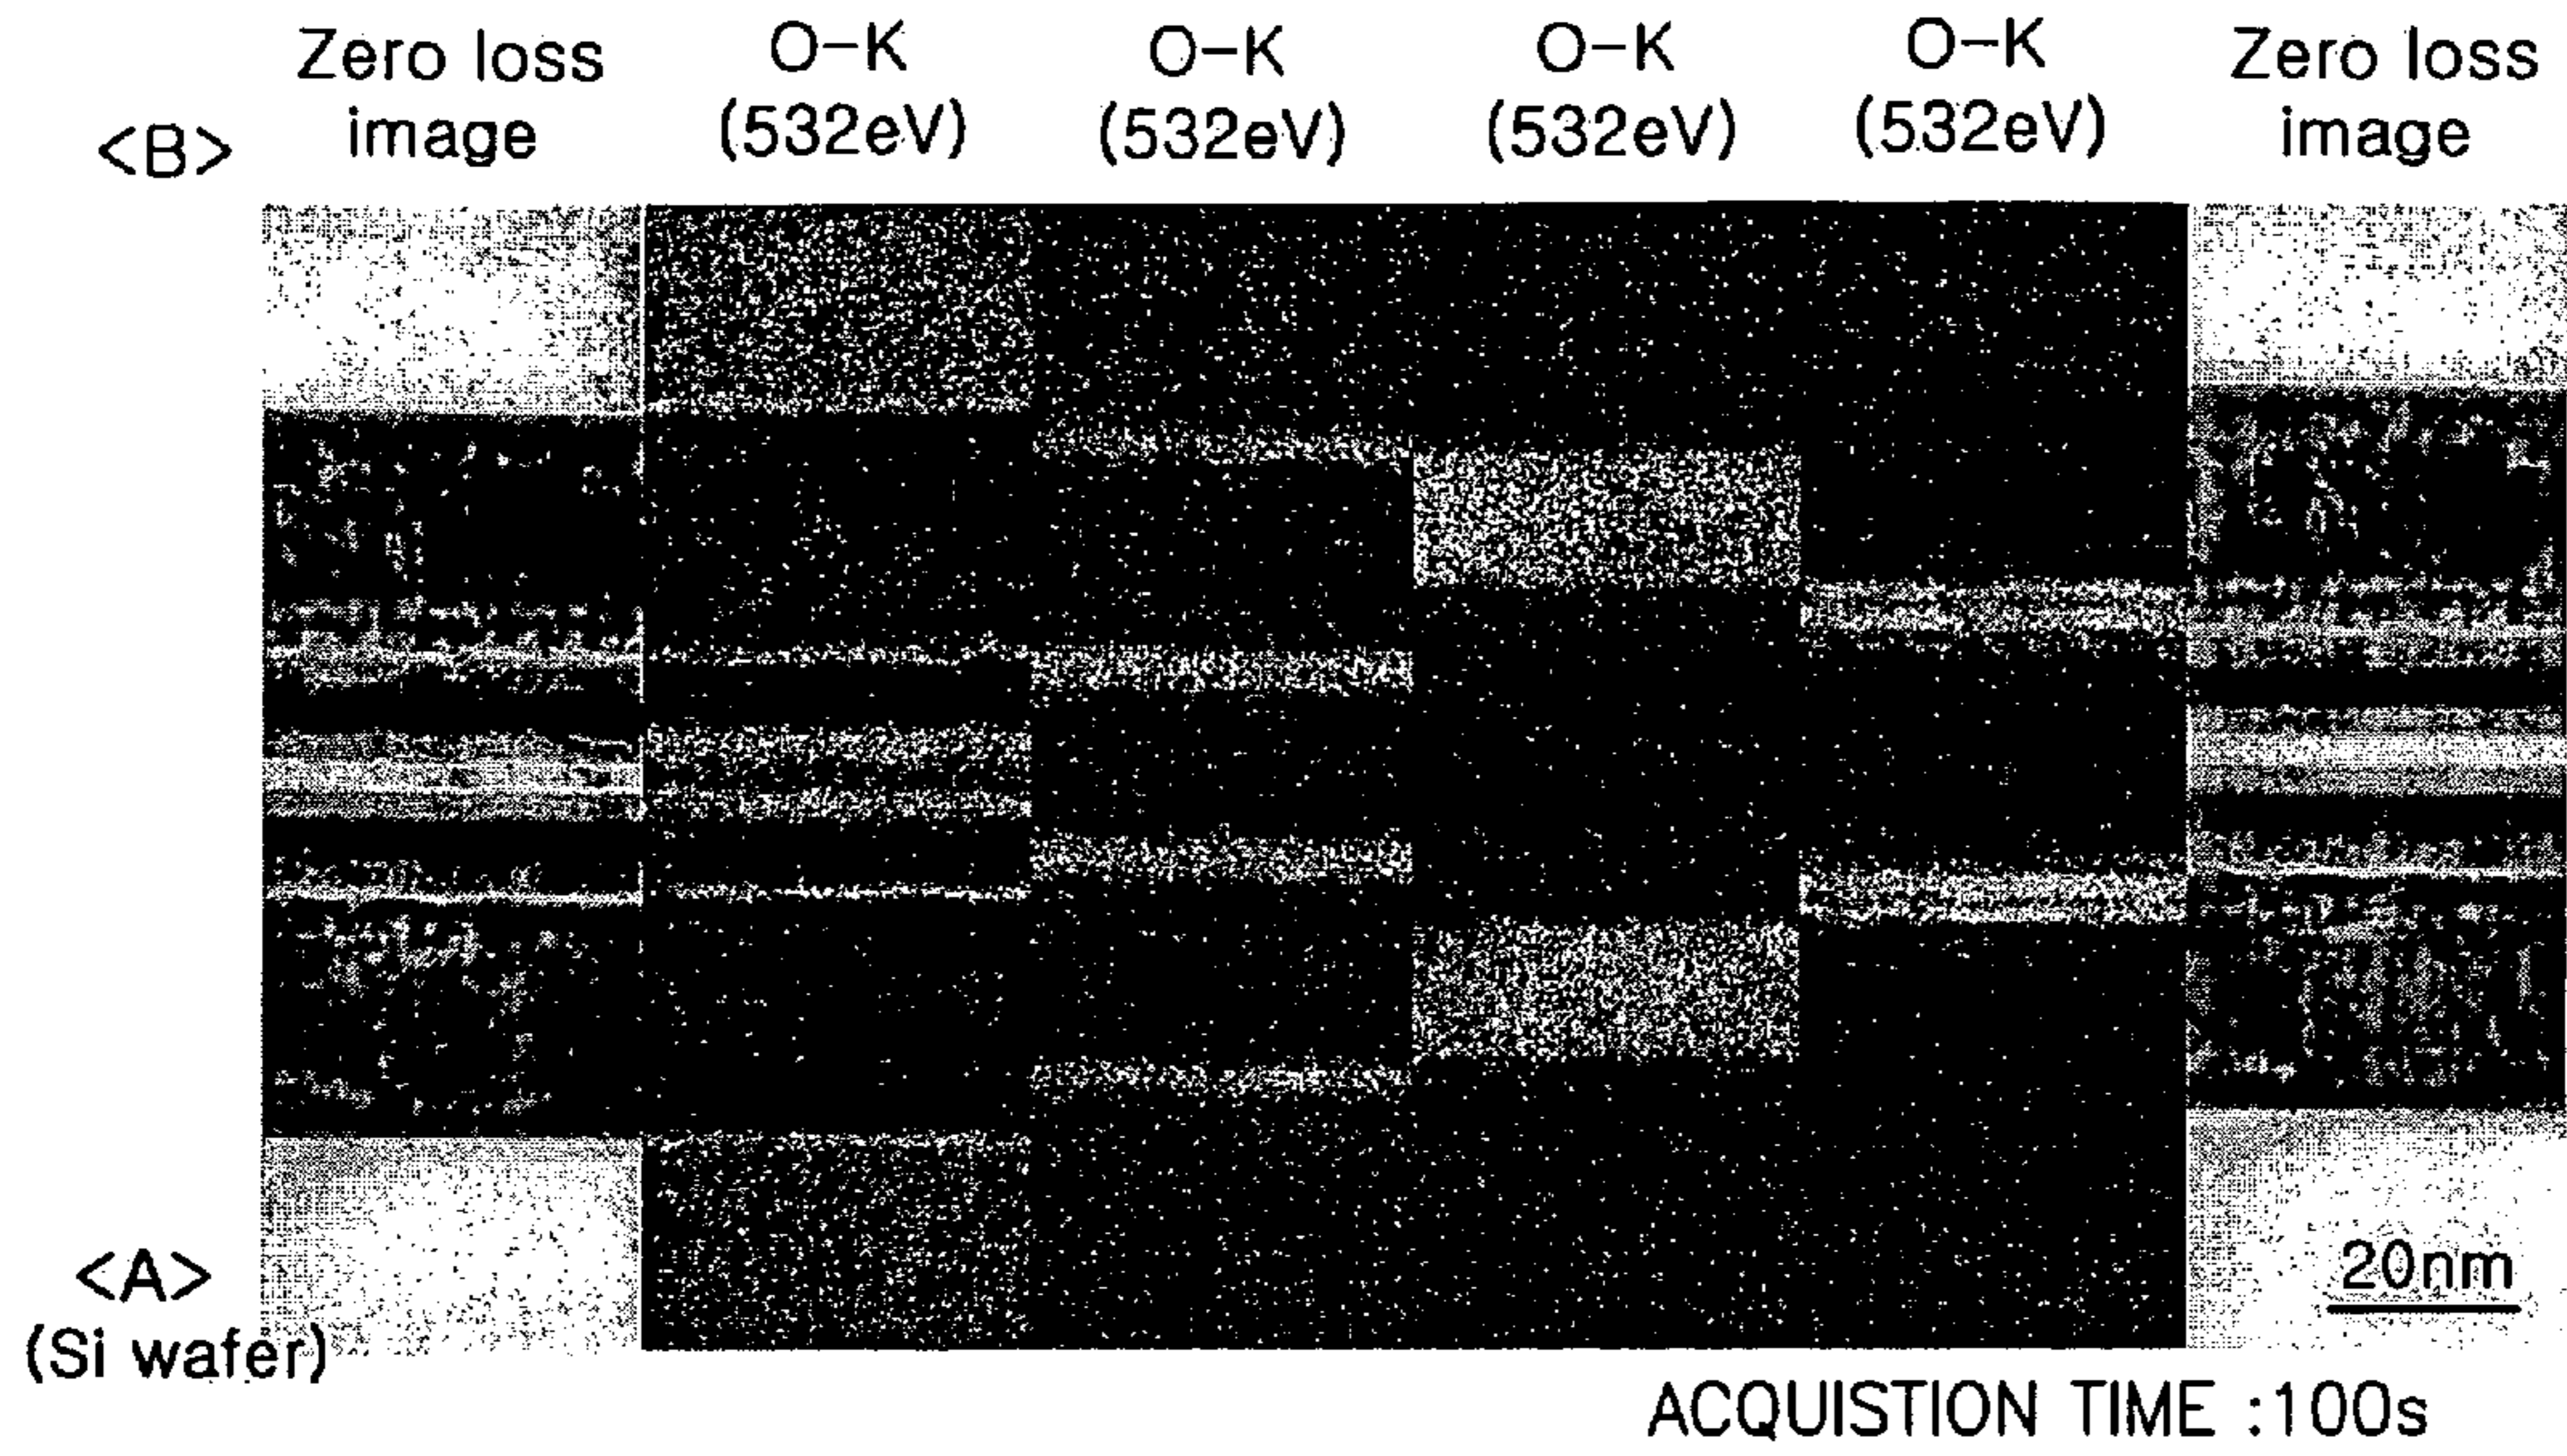 Zero loss image
O-K (532eV)
O-K (532eV)
O-K (532eV)
O-K (532eV)
Zero loss image
<B>
<A>
(Si wafer)
20nm
ACQUISTION TIME :100s